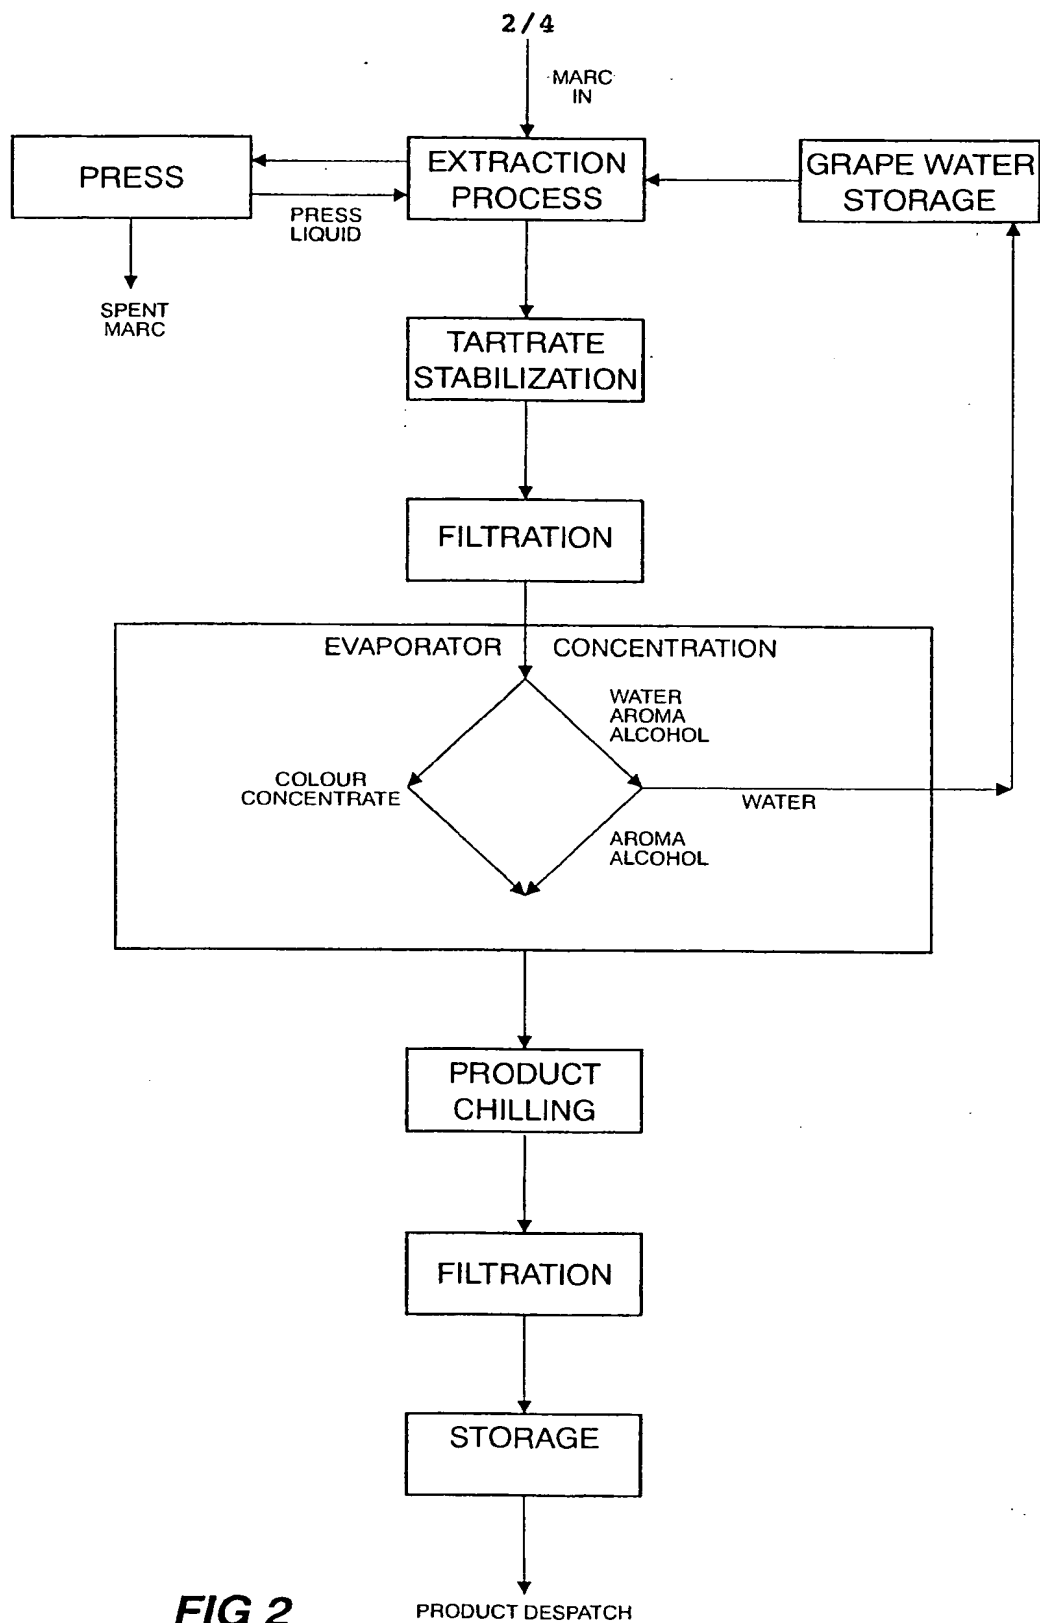 2/4
MARC
IN
PRESS
EXTRACTION
PROCESS
GRAPE WATER
STORAGE
PRESS
LIQUID
SPENT
MARC
TARTRATE
STABILIZATION
FILTRATION
EVAPORATOR CONCENTRATION
WATER
AROMA
ALCOHOL
COLOUR
CONCENTRATE
WATER
AROMA
ALCOHOL
PRODUCT
CHILLING
FILTRATION
STORAGE
PRODUCT DESPATCH
FIG 2